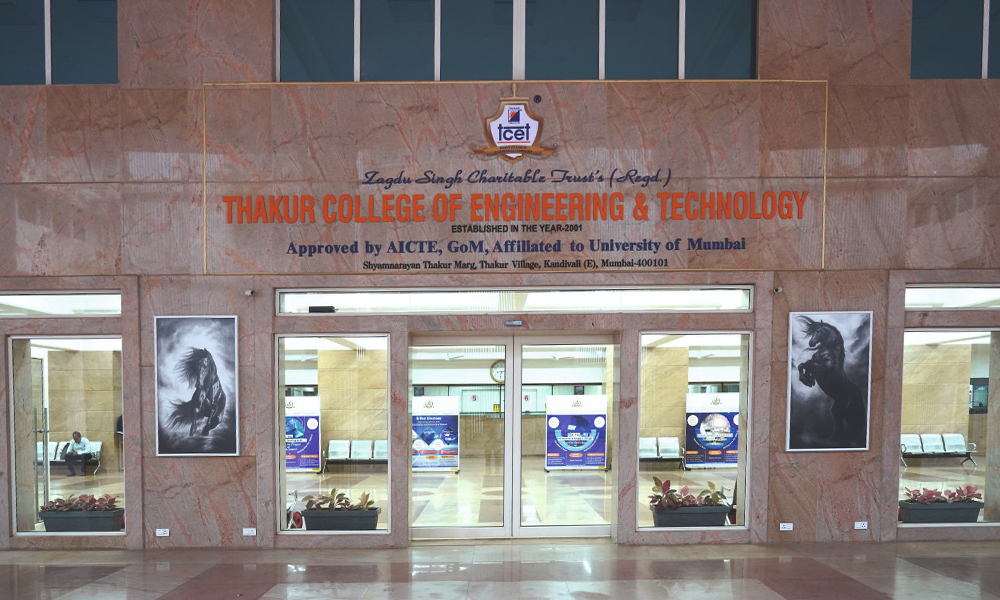 ®
tcet
Zagdu Singh Charitable Trust's (Regd.)
THAKUR COLLEGE OF ENGINEERING & TECHNOLOGY
ESTABLISHED IN THE YEAR-2001
Approved by AICTE, GoM, Affiliated to University of Mumbai
Shyamnarayan Thakur Marg, Thakur Village, Kandivali (E), Mumbai-400101